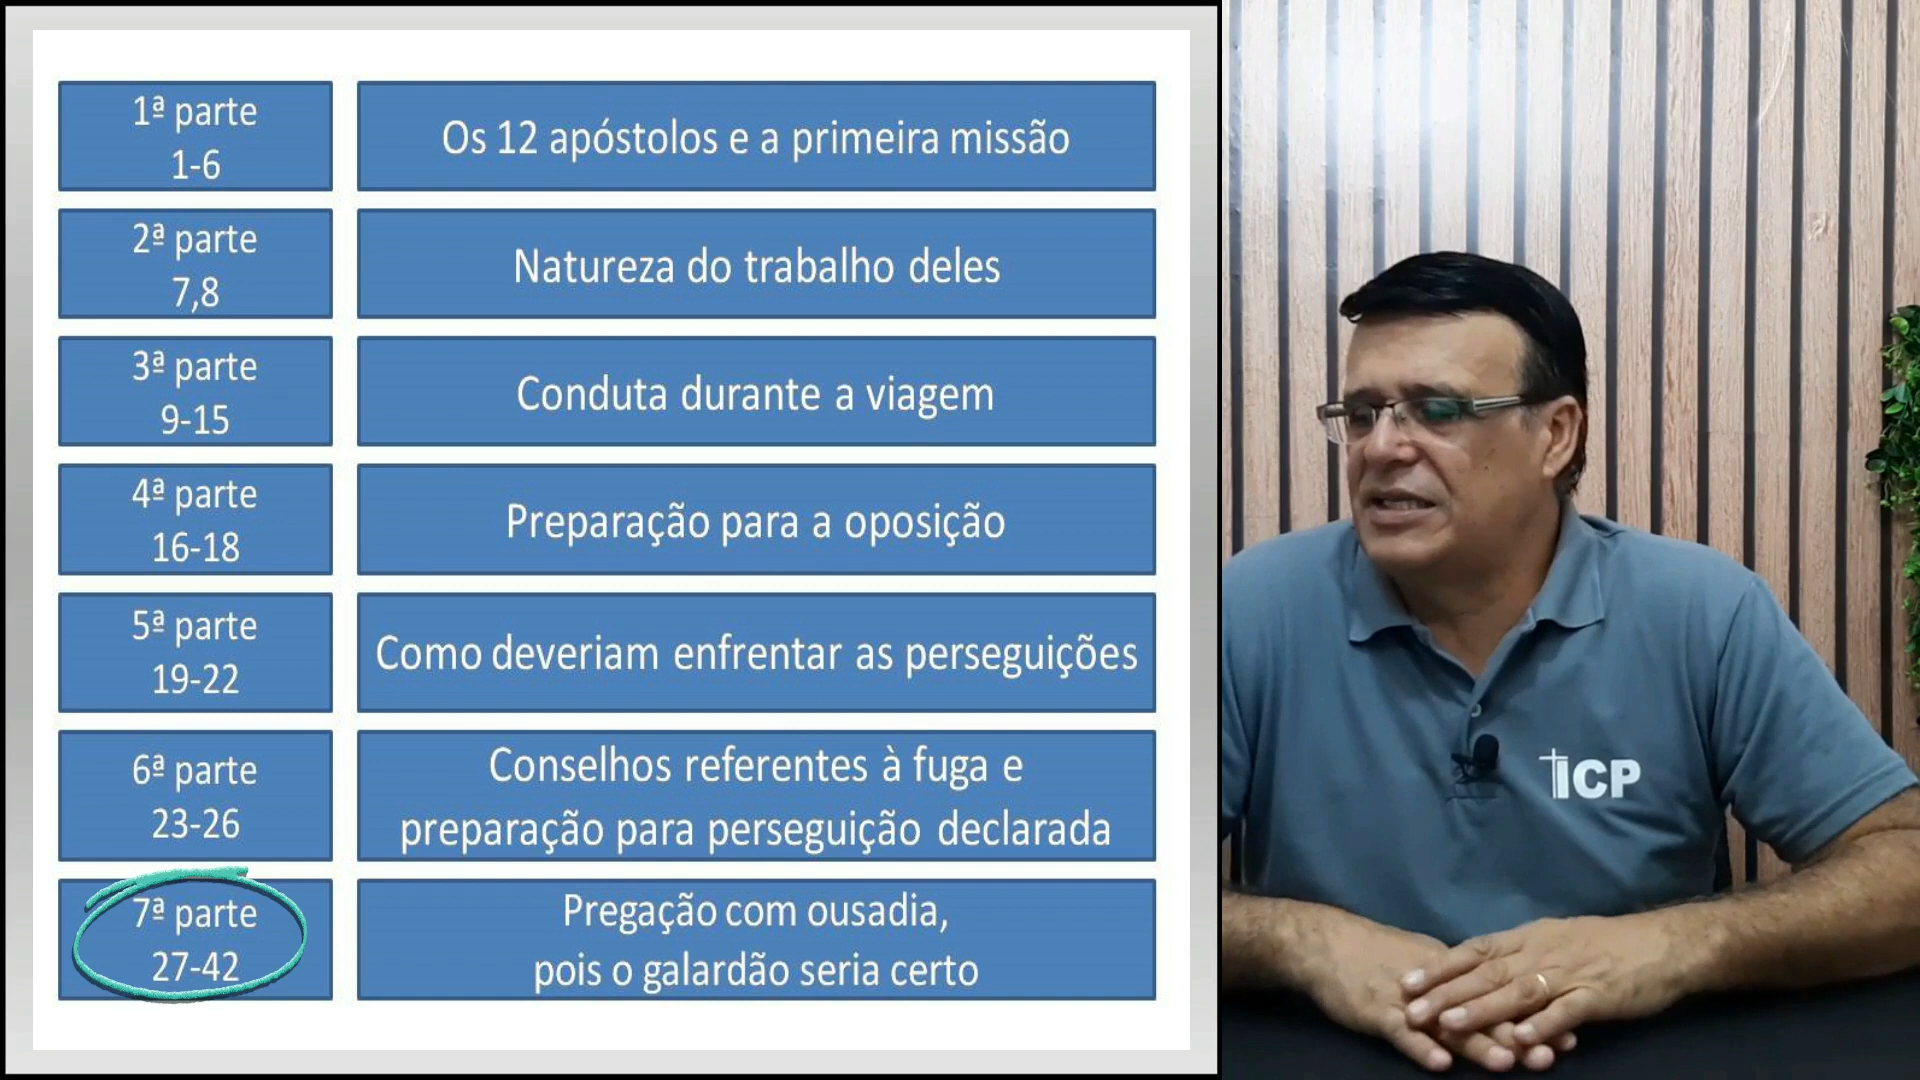 1ª parte
1-6
Os 12 apóstolos e a primeira missão
2ª parte
7,8
Natureza do trabalho deles
3ª parte
9-15
Conduta durante a viagem
4ª parte
16-18
Preparação para a oposição
5ª parte
19-22
Como deveriam enfrentar as perseguições
6ª parte
23-26
Conselhos referentes à fuga e
preparação para perseguição declarada
7ª parte
27-42
Pregação com ousadia,
pois o galardão seria certo
ICP